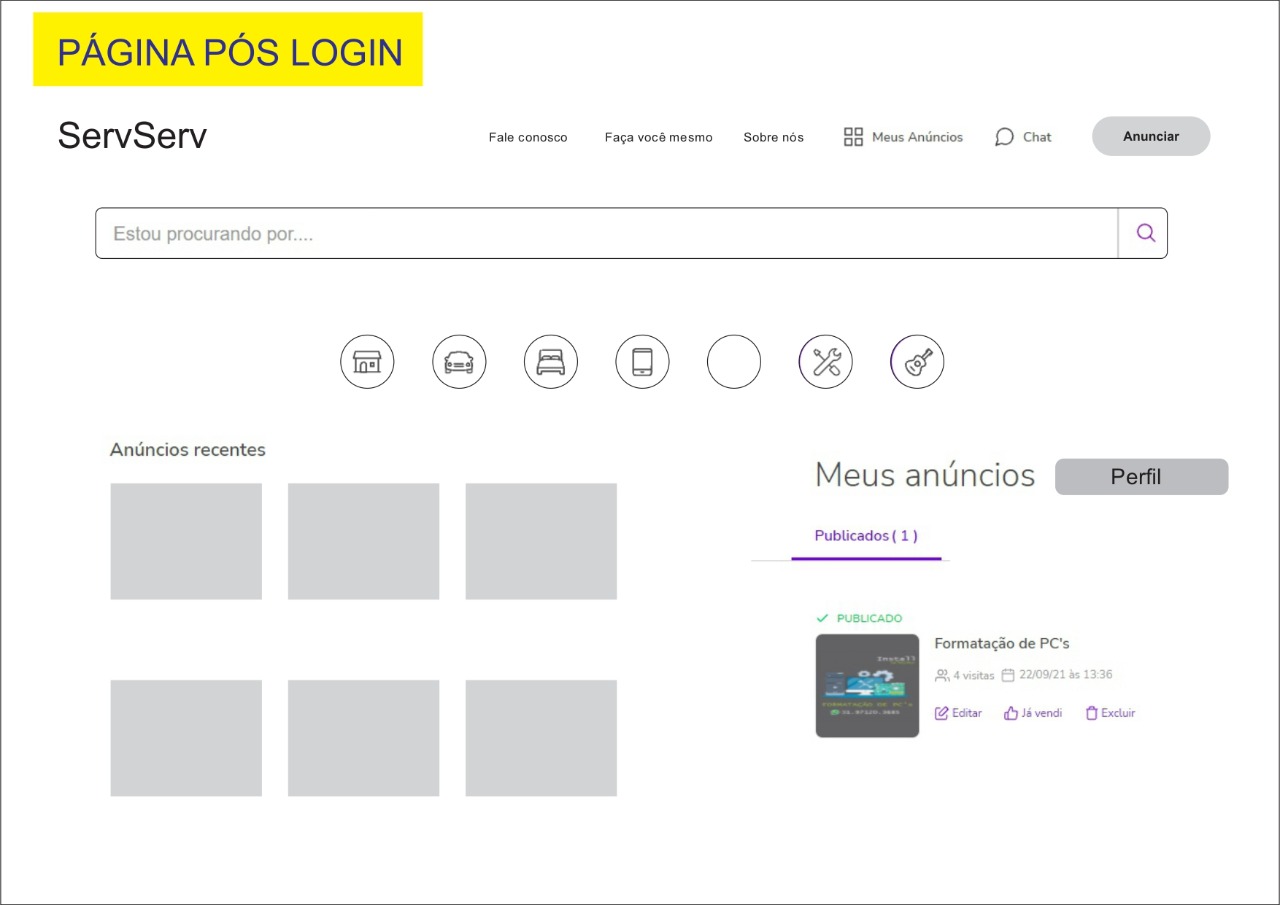 PÁGINA PÓS LOGIN
ServServ
Fale conosco
Faça você mesmo
Sobre nós
Meus Anúncios
Chat
Anunciar
Estou procurando por....
Anúncios recentes
Meus anúncios
Perfil
Publicados ( 1 )
PUBLICADO
Install
FORMATAÇÃO DE PC's
Formatação de PC's
4 visitas
22/09/21 às 13:36
Editar
Já vendi
Excluir